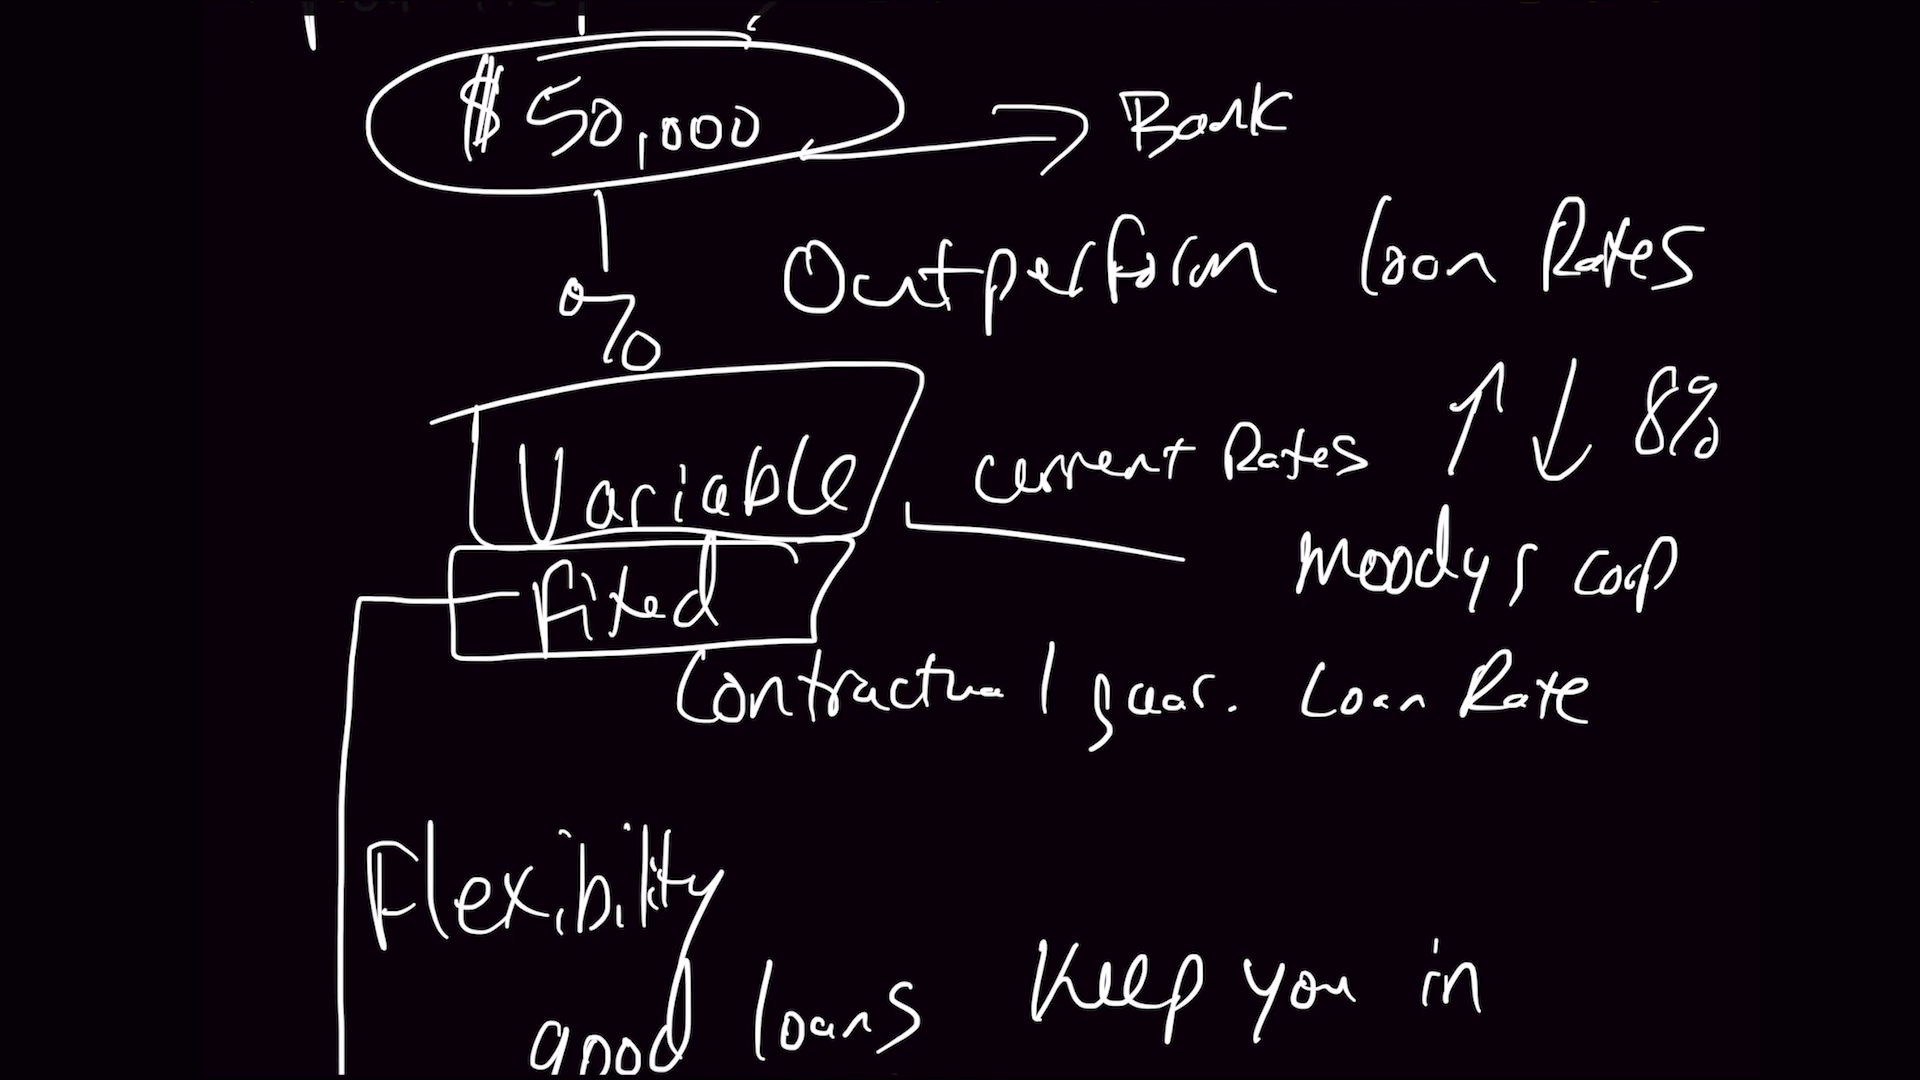 $50,000
Bank
Outperform loan Rates
%
Variable
current Rates ↑ ↓ 8%
Moodys corp
Fixed
Contractual guar. Loan Rate
Flexibility
good loans Keep you in